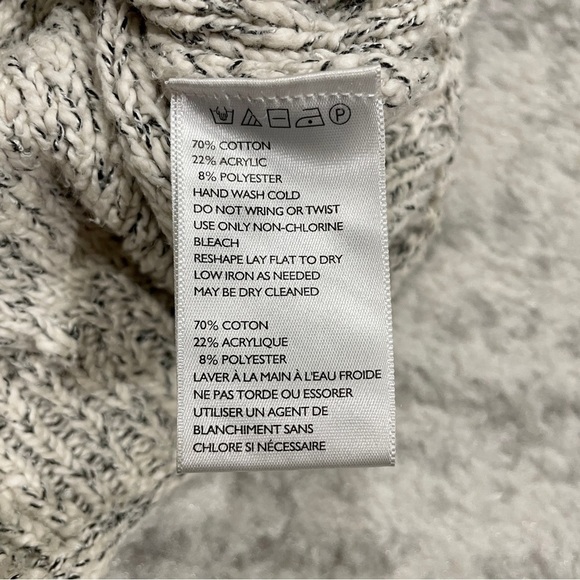 70% COTTON
22% ACRYLIC
8% POLYESTER
HAND WASH COLD
DO NOT WRING OR TWIST
USE ONLY NON-CHLORINE
BLEACH
RESHAPE LAY FLAT TO DRY
LOW IRON AS NEEDED
MAY BE DRY CLEANED
70% COTON
22% ACRYLIQUE
8% POLYESTER
LAVER À LA MAIN À L'EAU FROIDE
NE PAS TORDE OU ESSORER
UTILISER UN AGENT DE
BLANCHIMENT SANS
CHLORE SI NÉCESSAIRE